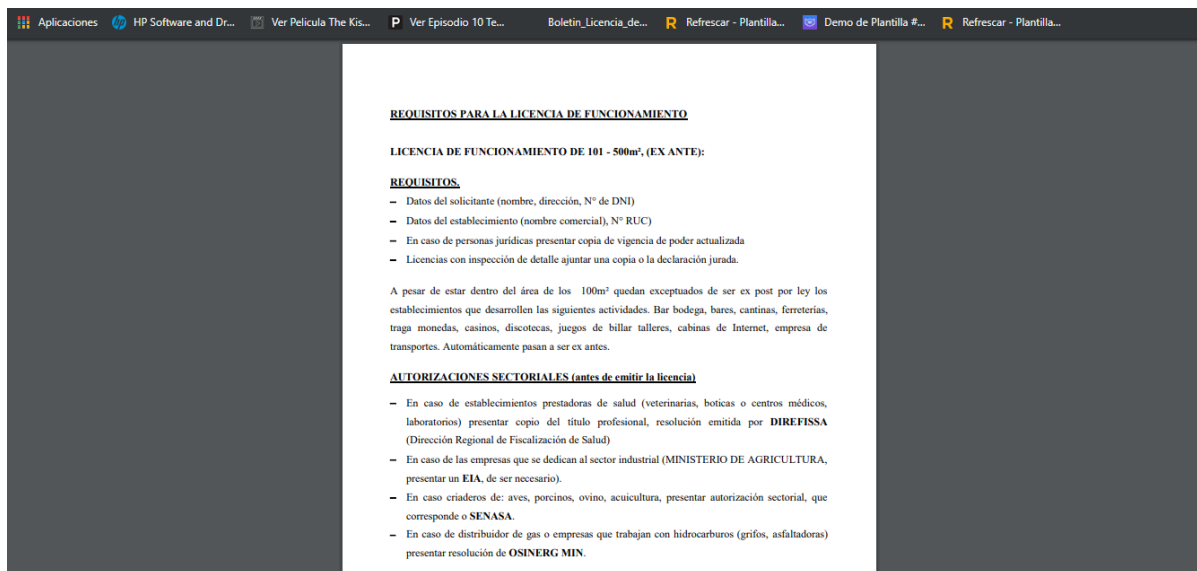 Aplicaciones HP Software and Dr... Ver Pelicula The Kis... Ver Episodio 10 Te... Boletin_Licencia_de... Refrescar - Plantilla... Demo de Plantilla #... Refrescar - Plantilla...
REQUISITOS PARA LA LICENCIA DE FUNCIONAMIENTO
LICENCIA DE FUNCIONAMIENTO DE 101 - 500m², (EX ANTE):
REQUISITOS.
– Datos del solicitante (nombre, dirección, N° de DNI)
– Datos del establecimiento (nombre comercial), N° RUC)
– En caso de personas jurídicas presentar copia de vigencia de poder actualizada
– Licencias con inspección de detalle ajuntar una copia o la declaración jurada.
A pesar de estar dentro del área de los 100m² quedan exceptuados de ser ex post por ley los
establecimientos que desarrollen las siguientes actividades. Bar bodega, bares, cantinas, ferreterías,
traga monedas, casinos, discotecas, juegos de billar talleres, cabinas de Internet, empresa de
transportes. Automáticamente pasan a ser ex antes.
AUTORIZACIONES SECTORIALES (antes de emitir la licencia)
– En caso de establecimientos prestadoras de salud (veterinarias, boticas o centros médicos,
laboratorios) presentar copio del título profesional, resolución emitida por DIREFISSA
(Dirección Regional de Fiscalización de Salud)
– En caso de las empresas que se dedican al sector industrial (MINISTERIO DE AGRICULTURA,
presentar un EIA, de ser necesario).
– En caso criaderos de: aves, porcinos, ovino, acuicultura, presentar autorización sectorial, que
corresponde o SENASA.
– En caso de distribuidor de gas o empresas que trabajan con hidrocarburos (grifos, asfaltadoras)
presentar resolución de OSINERG MIN.